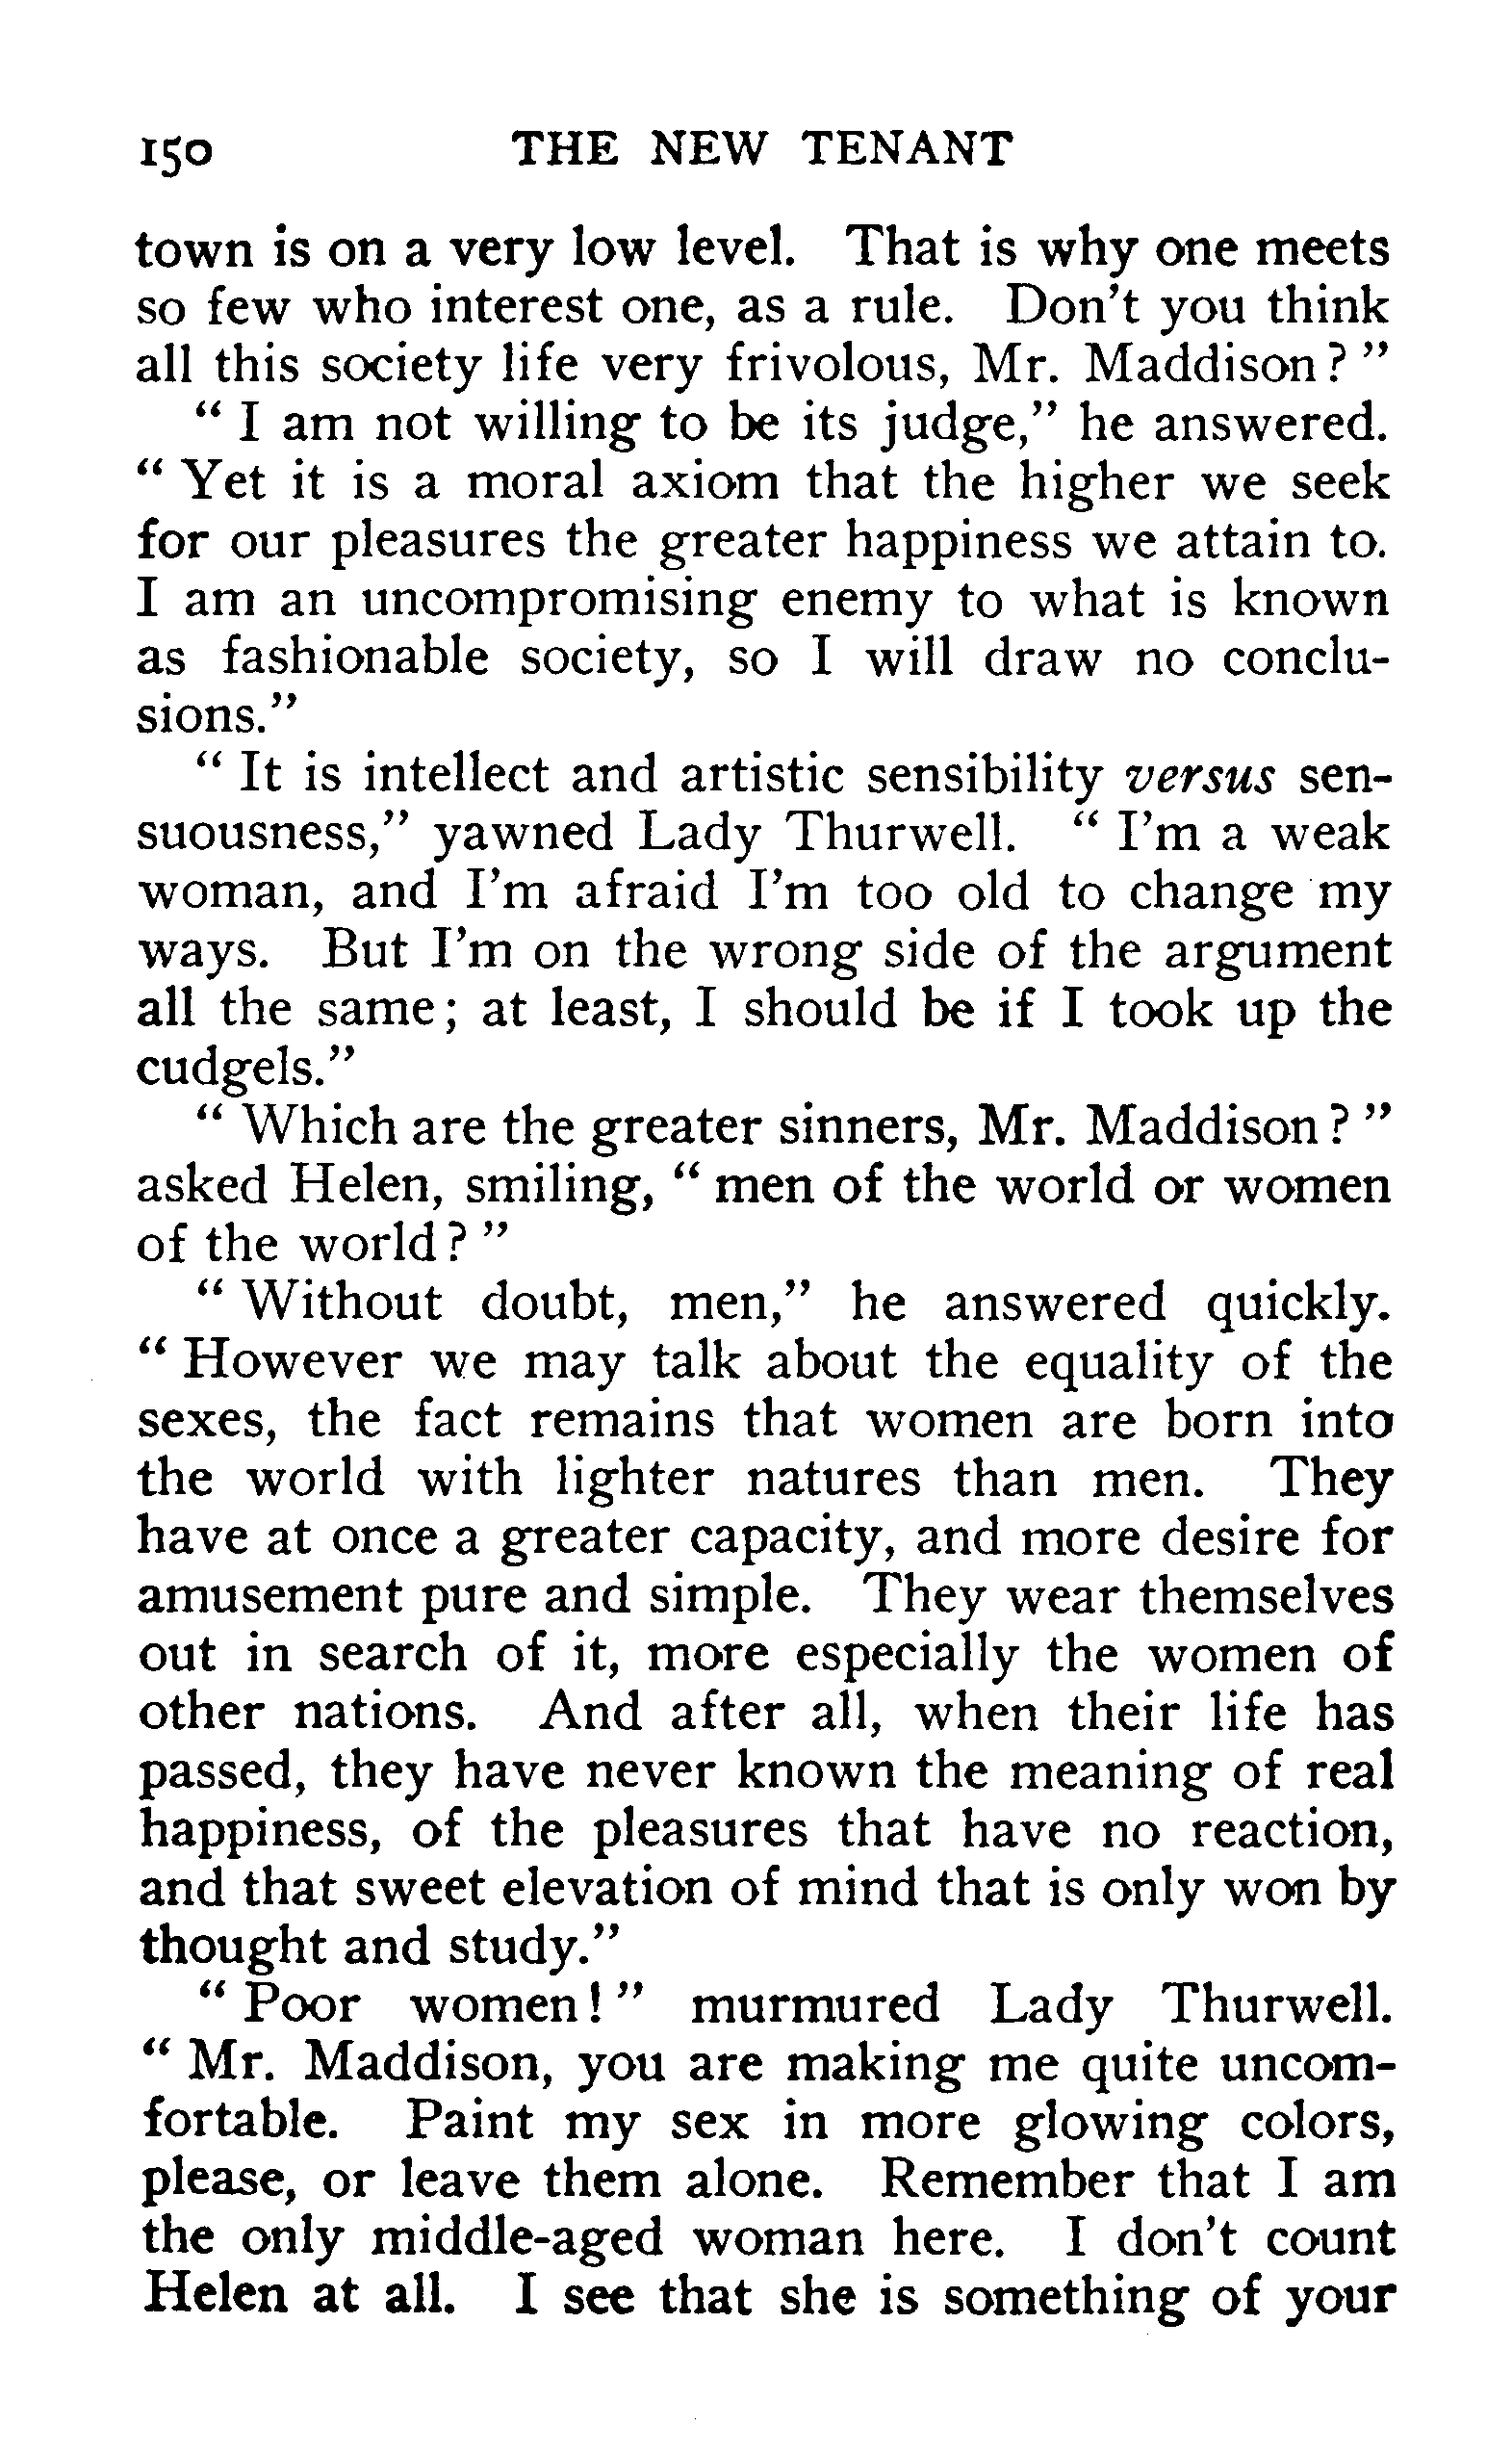 150 THE NEW TENANT
town is on a very low level. That is why one meets
so few who interest one, as a rule. Don't you think
all this society life very frivolous, Mr. Maddison?"
"I am not willing to be its judge," he answered.
"Yet it is a moral axiom that the higher we seek
for our pleasures the greater happiness we attain to.
I am an uncompromising enemy to what is known
as fashionable society, so I will draw no conclu-
sions."
"It is intellect and artistic sensibility versus sen-
suousness," yawned Lady Thurwell. "I'm a weak
woman, and I'm afraid I'm too old to change my
ways. But I'm on the wrong side of the argument
all the same; at least, I should be if I took up the
cudgels."
"Which are the greater sinners, Mr. Maddison?"
asked Helen, smiling, "men of the world or women
of the world?"
"Without doubt, men," he answered quickly.
"However we may talk about the equality of the
sexes, the fact remains that women are born into
the world with lighter natures than men. They
have at once a greater capacity, and more desire for
amusement pure and simple. They wear themselves
out in search of it, more especially the women of
other nations. And after all, when their life has
passed, they have never known the meaning of real
happiness, of the pleasures that have no reaction,
and that sweet elevation of mind that is only won by
thought and study."
"Poor women!" murmured Lady Thurwell.
"Mr. Maddison, you are making me quite uncom-
fortable. Paint my sex in more glowing colors,
please, or leave them alone. Remember that I am
the only middle-aged woman here. I don't count
Helen at all. I see that she is something of your